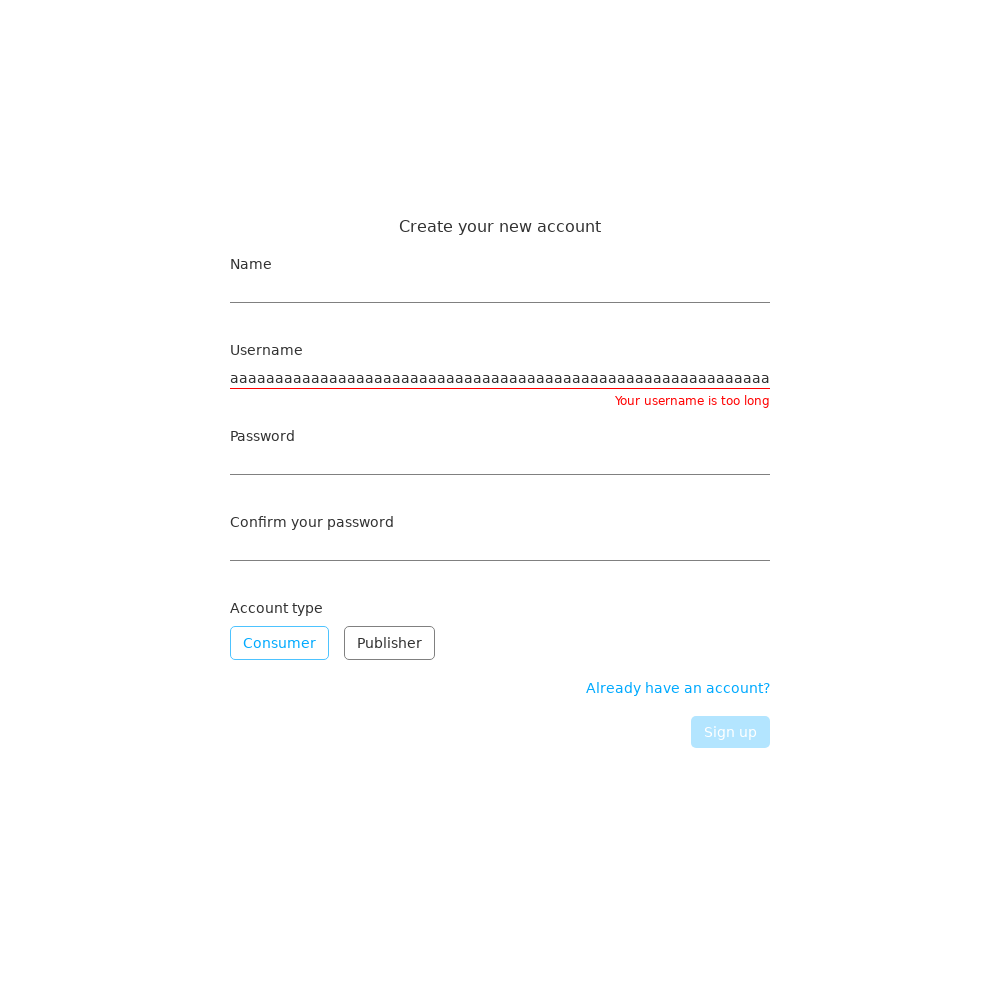 Create your new account
Name
Username
aaaaaaaaaaaaaaaaaaaaaaaaaaaaaaaaaaaaaaaaaaaaaaaaaaaaaaaaaaaa
Your username is too long
Password
Confirm your password
Account type
Consumer Publisher
Already have an account?
Sign up